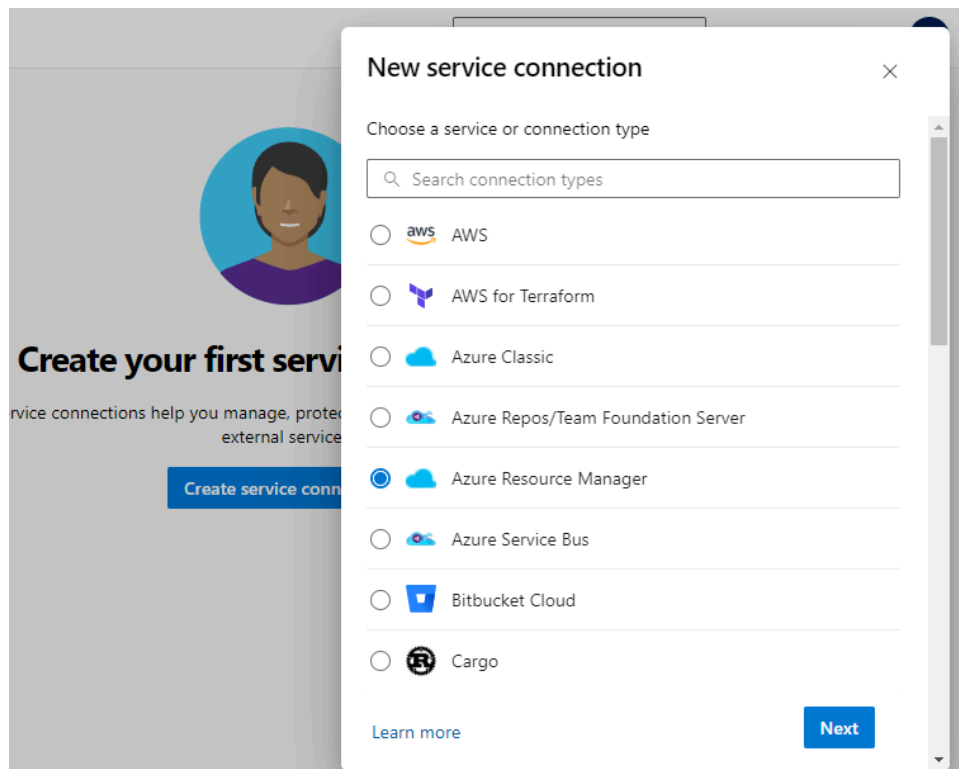 New service connection
Choose a service or connection type
Search connection types
aws AWS
AWS for Terraform
Azure Classic
Azure Repos/Team Foundation Server
Azure Resource Manager
Azure Service Bus
Bitbucket Cloud
R Cargo
Learn more
Next
Create your first servi
rvice connections help you manage, protec
external service
Create service conn